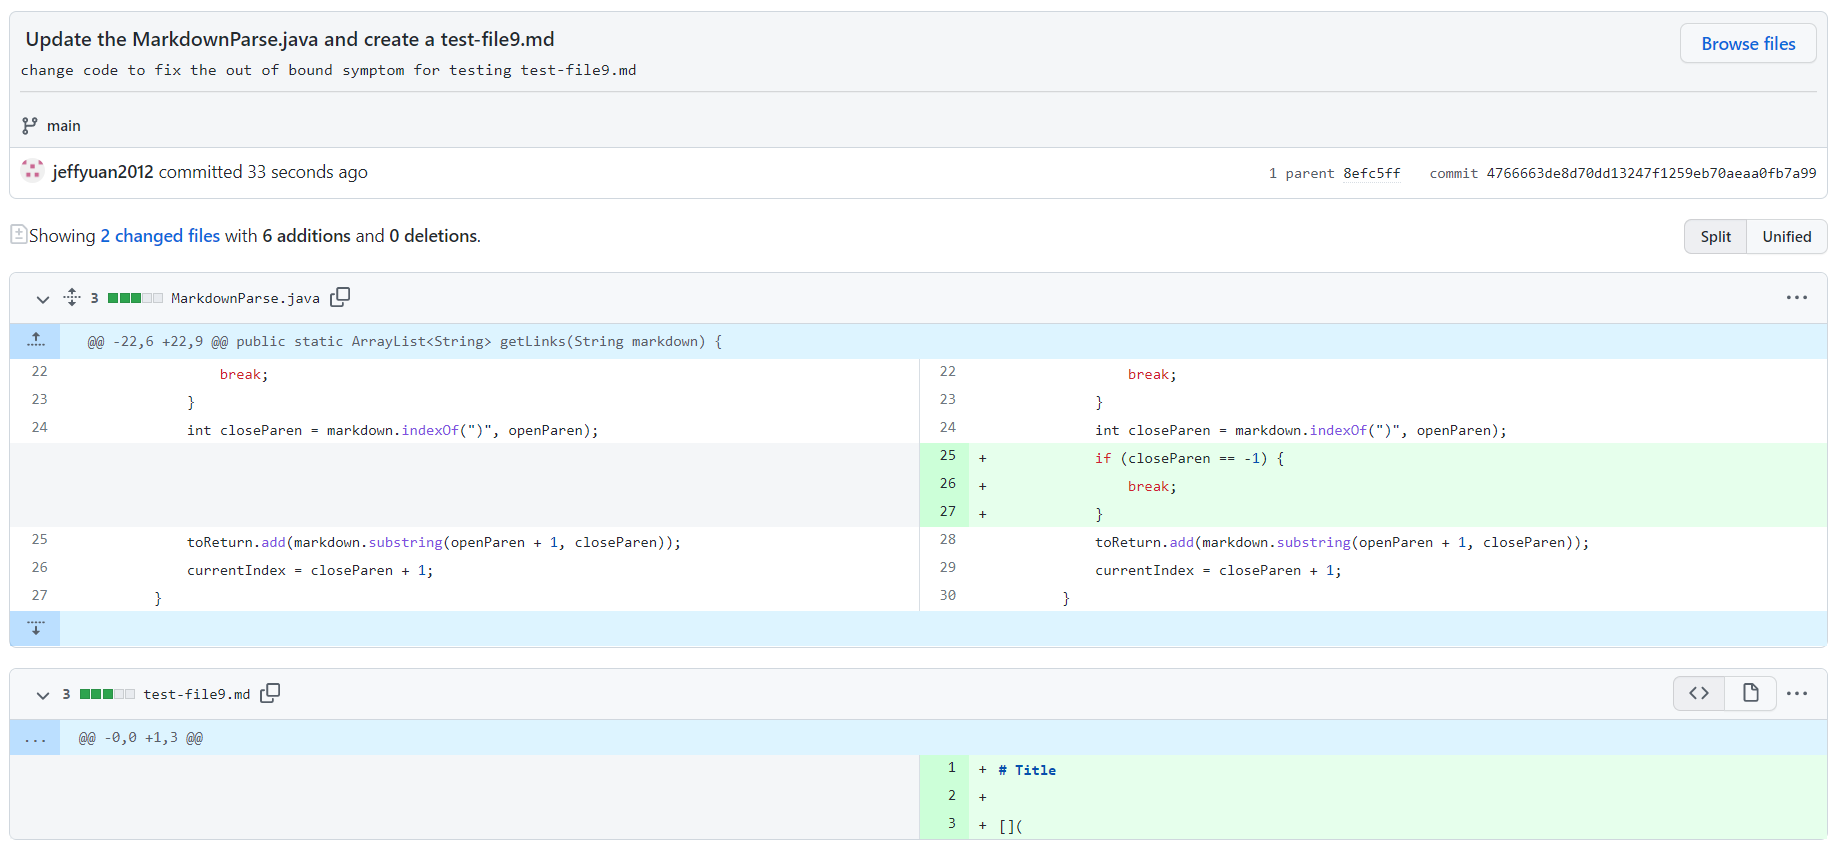 Update the MarkdownParse.java and create a test-file9.md
Browse files
change code to fix the out of bound symptom for testing test-file9.md
main
jeffyuan2012 committed 33 seconds ago
1 parent 8efc5ff commit 4766663de8d70dd13247f1259eb70aeaa0fb7a99
Showing 2 changed files with 6 additions and 0 deletions.
Split Unified
3 MarkdownParse.java
@@ -22,6 +22,9 @@ public static ArrayList<String> getLinks(String markdown) {
22 break; 22 break;
23 } 23 }
24 int closeParen = markdown.indexOf(")", openParen); 24 int closeParen = markdown.indexOf(")", openParen);
25 + if (closeParen == -1) {
26 + break;
27 + }
25 toReturn.add(markdown.substring(openParen + 1, closeParen)); 28 toReturn.add(markdown.substring(openParen + 1, closeParen));
26 currentIndex = closeParen + 1; 29 currentIndex = closeParen + 1;
27 } 30 }
3 test-file9.md
... @@ -0,0 +1,3 @@
1 + # Title
2 +
3 + [](